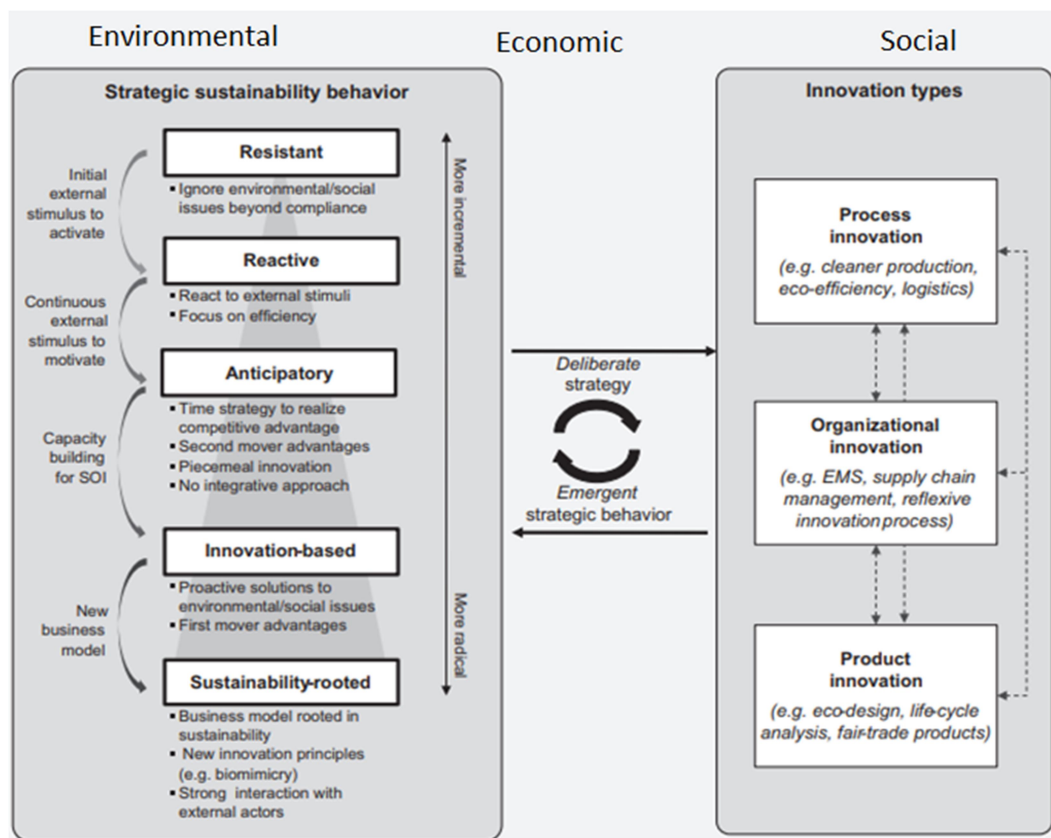 Environmental
Economic
Social
Strategic sustainability behavior
Resistant
▪ Ignore environmental/social
issues beyond compliance
Reactive
▪ React to external stimuli
▪ Focus on efficiency
Anticipatory
▪ Time strategy to realize
competitive advantage
▪ Second mover advantages
▪ Piecemeal innovation
▪ No integrative approach
Innovation-based
▪ Proactive solutions to
environmental/social issues
▪ First mover advantages
Sustainability-rooted
▪ Business model rooted in
sustainability
▪ New innovation principles
(e.g. biomimicry)
▪ Strong interaction with
external actors
Initial
external
stimulus to
activate
Continuous
external
stimulus to
motivate
Capacity
building
for SOI
New
business
model
More incremental
More radical
Deliberate
strategy
Emergent
strategic behavior
Innovation types
Process
innovation
(e.g. cleaner production,
eco-efficiency, logistics)
Organizational
innovation
(e.g. EMS, supply chain
management, reflexive
innovation process)
Product
innovation
(e.g. eco-design, life-cycle
analysis, fair-trade products)